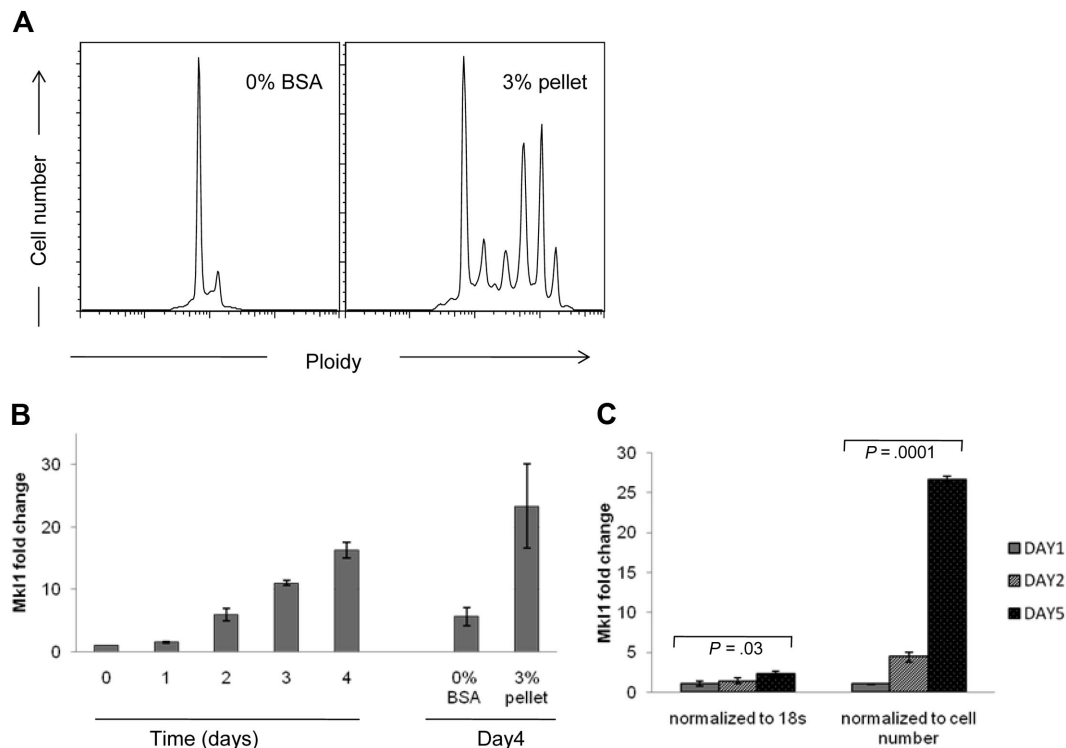 A
0% BSA
3% pellet
Cell number
Ploidy
B
Mkl1 fold change
30
20
10
0
0 1 2 3 4
0% BSA
3% pellet
Time (days)
Day4
C
Mkl1 fold change
30
25
20
15
10
5
0
P = .03
P = .0001
normalized to 18s
normalized to cell
number
DAY1
DAY2
DAY5